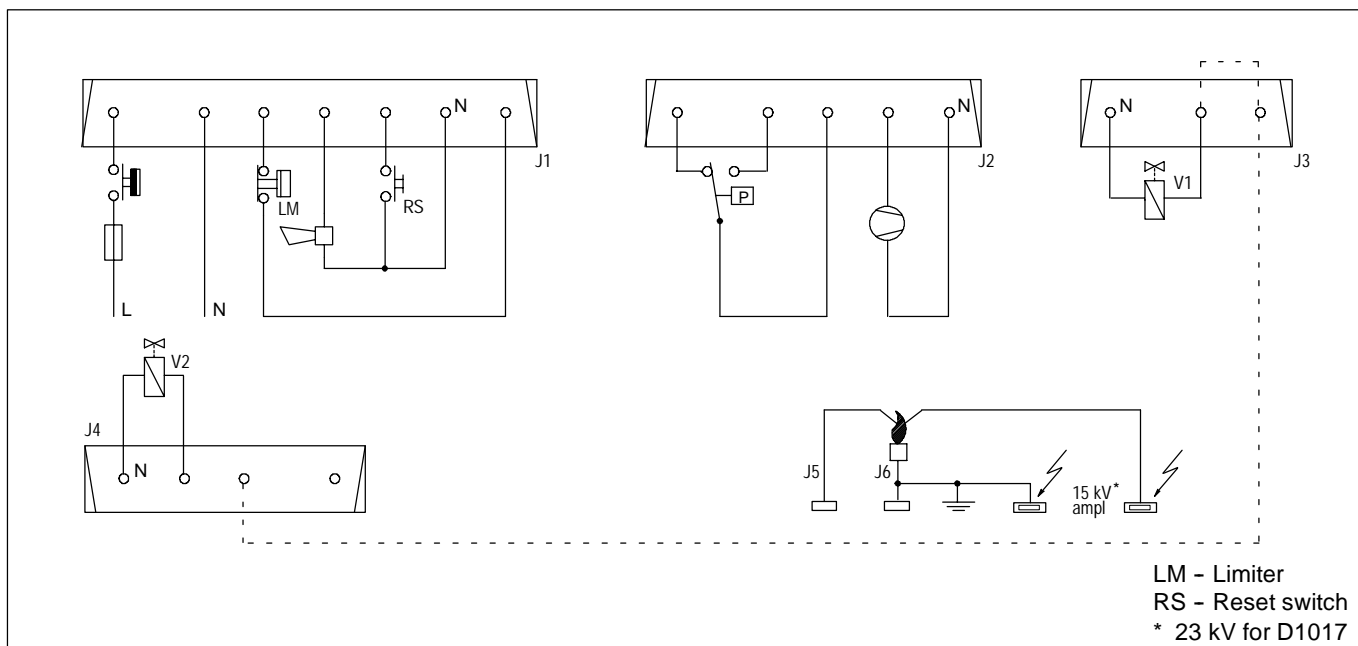 N
J1
LM
RS
L
N
N
J2
P
N
J3
V1
V2
J4
N
J5
J6
15 kV*
ampl
LM - Limiter
RS - Reset switch
* 23 kV for D1017